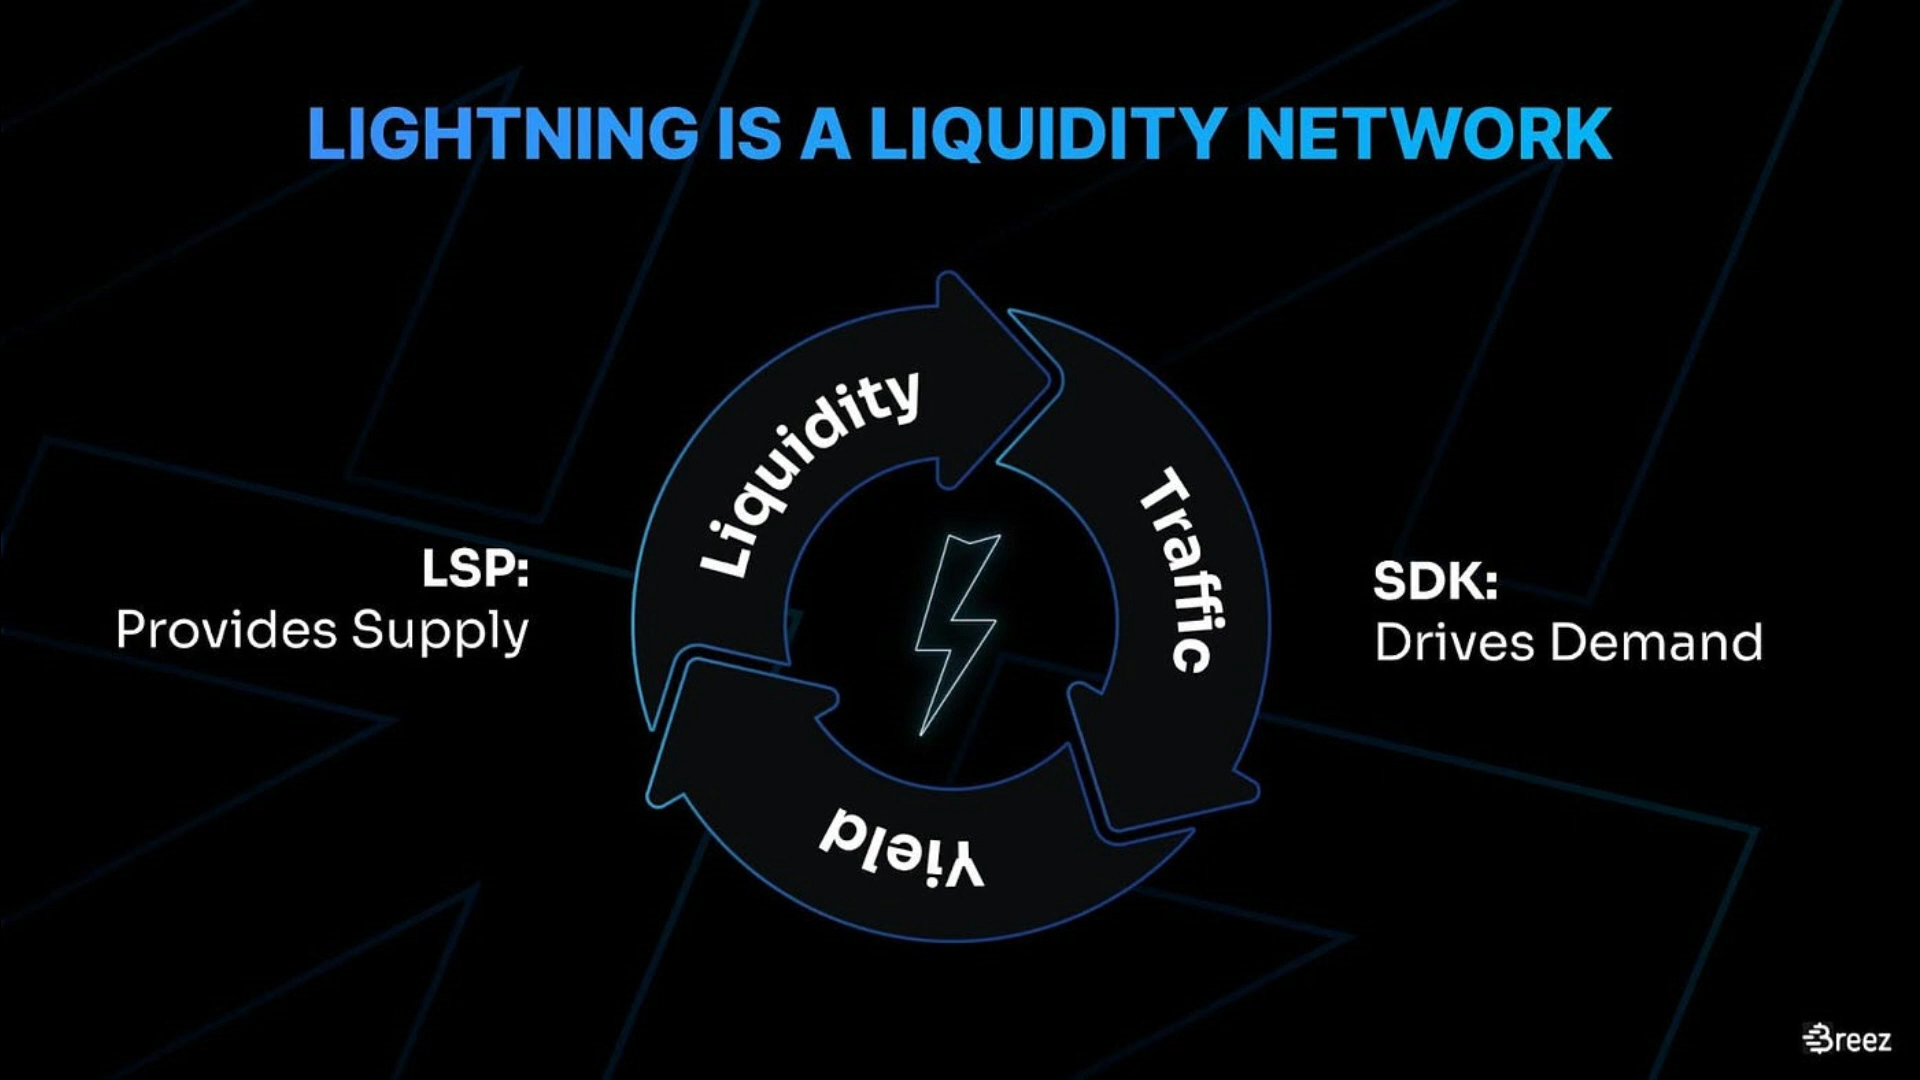 LIGHTNING IS A LIQUIDITY NETWORK
Liquidity
Traffic
Yield
LSP:
Provides Supply
SDK:
Drives Demand
Breez